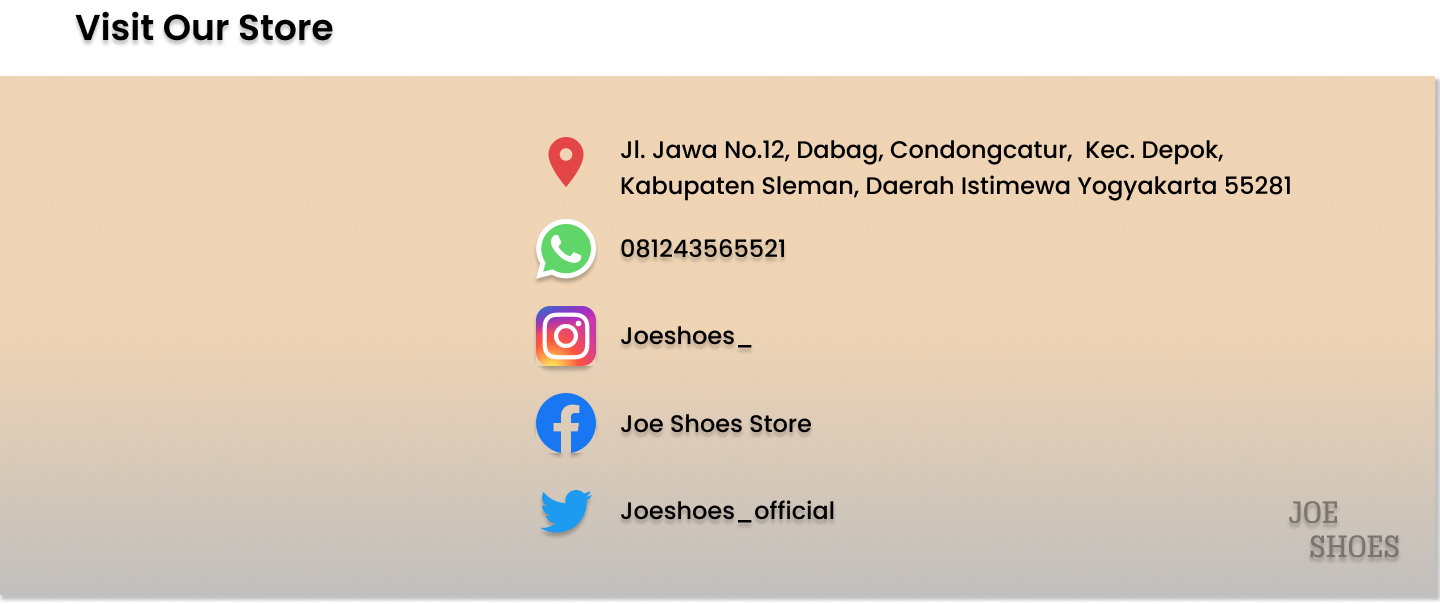 Visit Our Store
Jl. Jawa No.12, Dabag, Condongcatur, Kec. Depok,
Kabupaten Sleman, Daerah Istimewa Yogyakarta 55281
081243565521
Joeshoes_
Joe Shoes Store
Joeshoes_official
JOE
SHOES